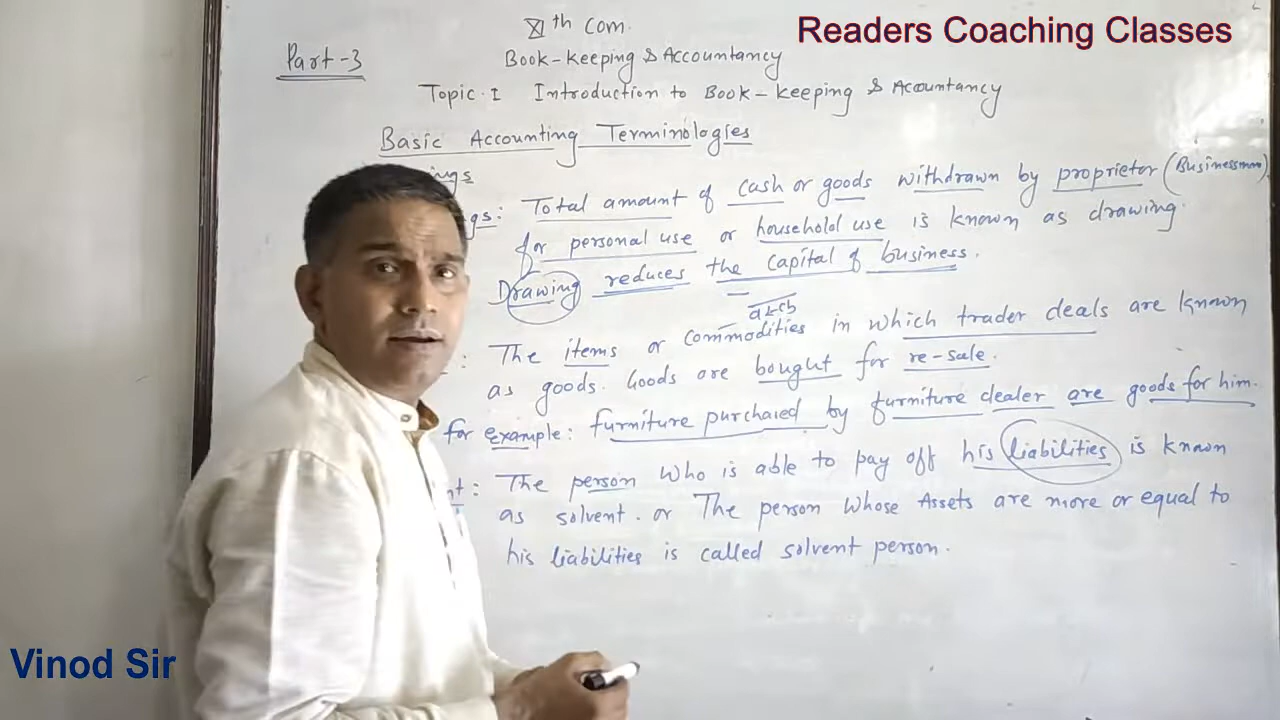 XIth Com.
Readers Coaching Classes
Part-3
Book-Keeping & Accountancy
Topic.I Introduction to Book-Keeping & Accountancy
Basic Accounting Terminologies
ings
gs: Total amount of cash or goods withdrawn by proprietor (Businessman)
for personal use or household use is known as drawing.
Drawing reduces the capital of business.
: The items or commodities in which trader deals are known
as goods. Goods are bought for re-sale.
for example: furniture purchased by furniture dealer are goods for him.
nt: The person who is able to pay off his liabilities is known
as solvent. or The person whose Assets are more or equal to
his liabilities is called solvent person.
Vinod Sir